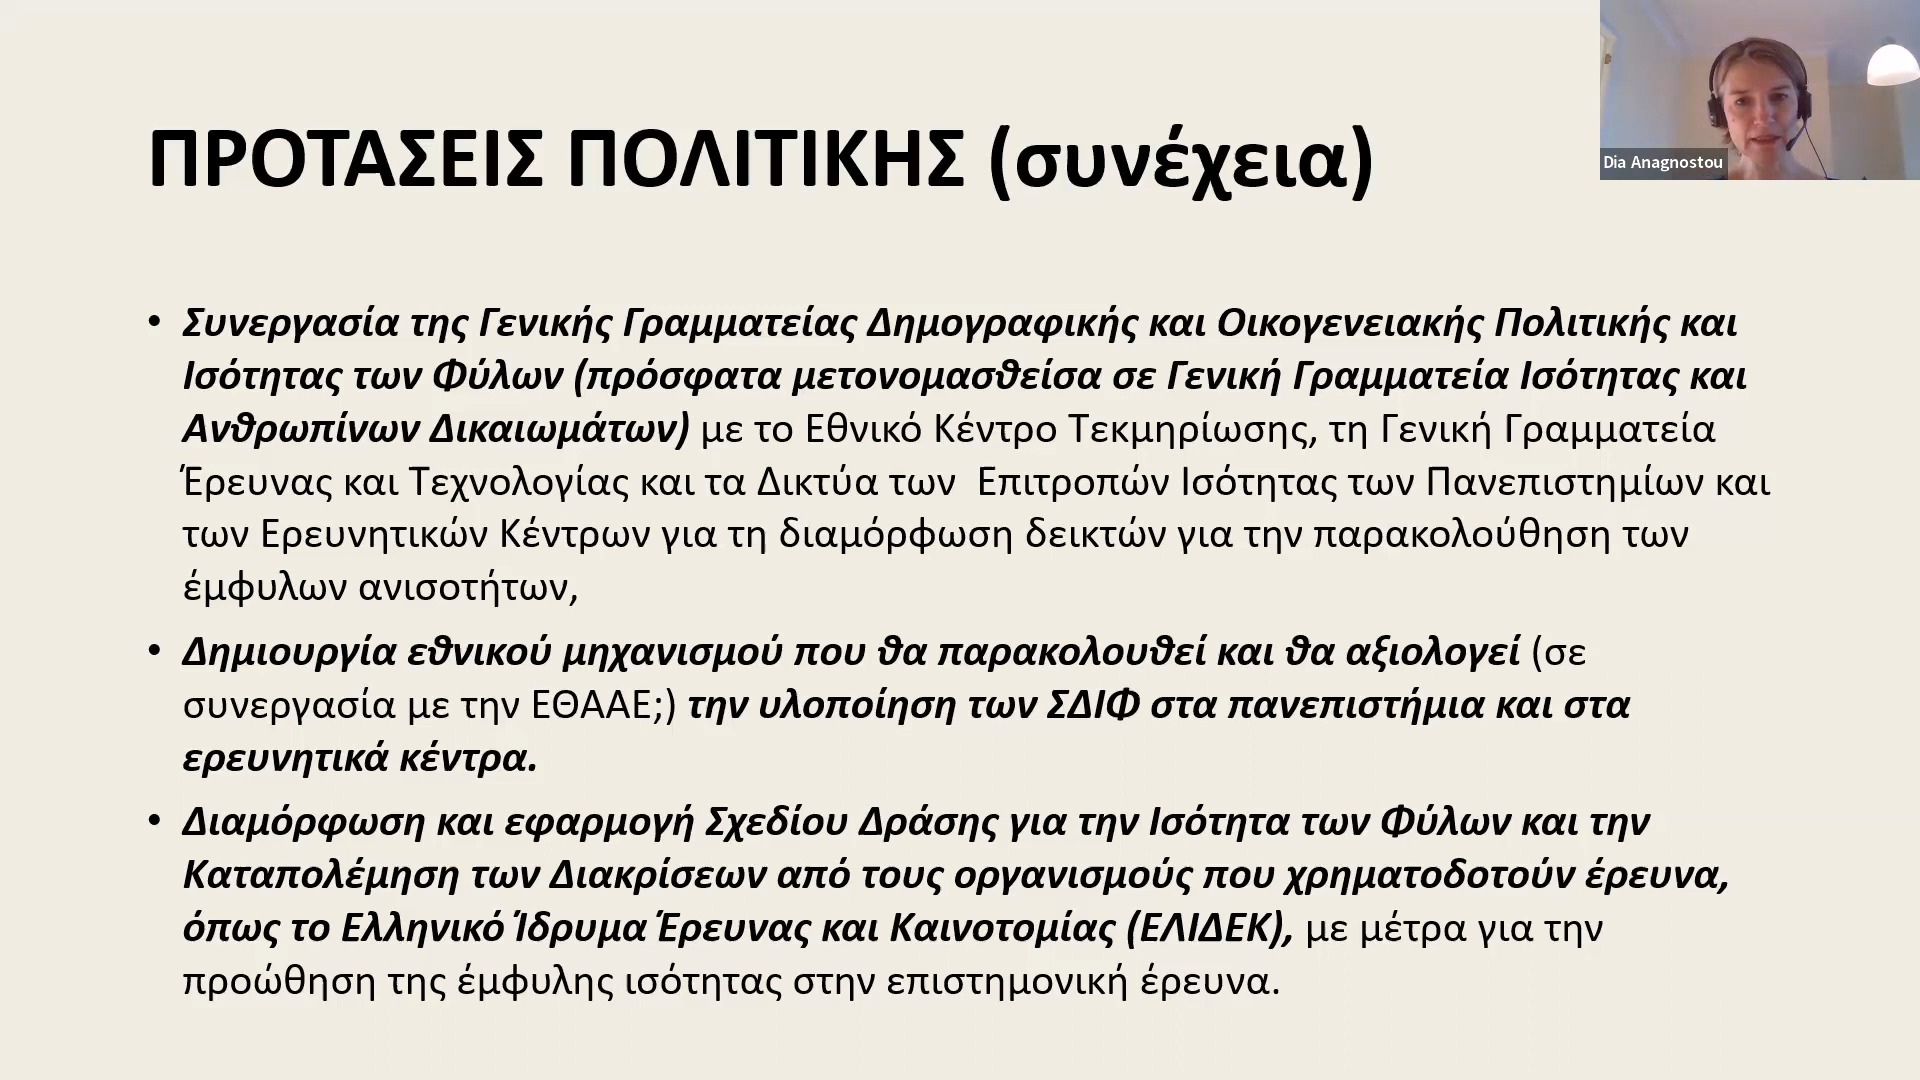 ΠΡΟΤΑΣΕΙΣ ΠΟΛΙΤΙΚΗΣ (συνέχεια)
Dia Anagnostou
• Συνεργασία της Γενικής Γραμματείας Δημογραφικής και Οικογενειακής Πολιτικής και
Ισότητας των Φύλων (πρόσφατα μετονομασθείσα σε Γενική Γραμματεία Ισότητας και
Ανθρωπίνων Δικαιωμάτων) με το Εθνικό Κέντρο Τεκμηρίωσης, τη Γενική Γραμματεία
Έρευνας και Τεχνολογίας και τα Δικτύα των  Επιτροπών Ισότητας των Πανεπιστημίων και
των Ερευνητικών Κέντρων για τη διαμόρφωση δεικτών για την παρακολούθηση των
έμφυλων ανισοτήτων,
• Δημιουργία εθνικού μηχανισμού που θα παρακολουθεί και θα αξιολογεί (σε
συνεργασία με την ΕΘΑΑΕ;) την υλοποίηση των ΣΔΙΦ στα πανεπιστήμια και στα
ερευνητικά κέντρα.
• Διαμόρφωση και εφαρμογή Σχεδίου Δράσης για την Ισότητα των Φύλων και την
Καταπολέμηση των Διακρίσεων από τους οργανισμούς που χρηματοδοτούν έρευνα,
όπως το Ελληνικό Ίδρυμα Έρευνας και Καινοτομίας (ΕΛΙΔΕΚ), με μέτρα για την
προώθηση της έμφυλης ισότητας στην επιστημονική έρευνα.